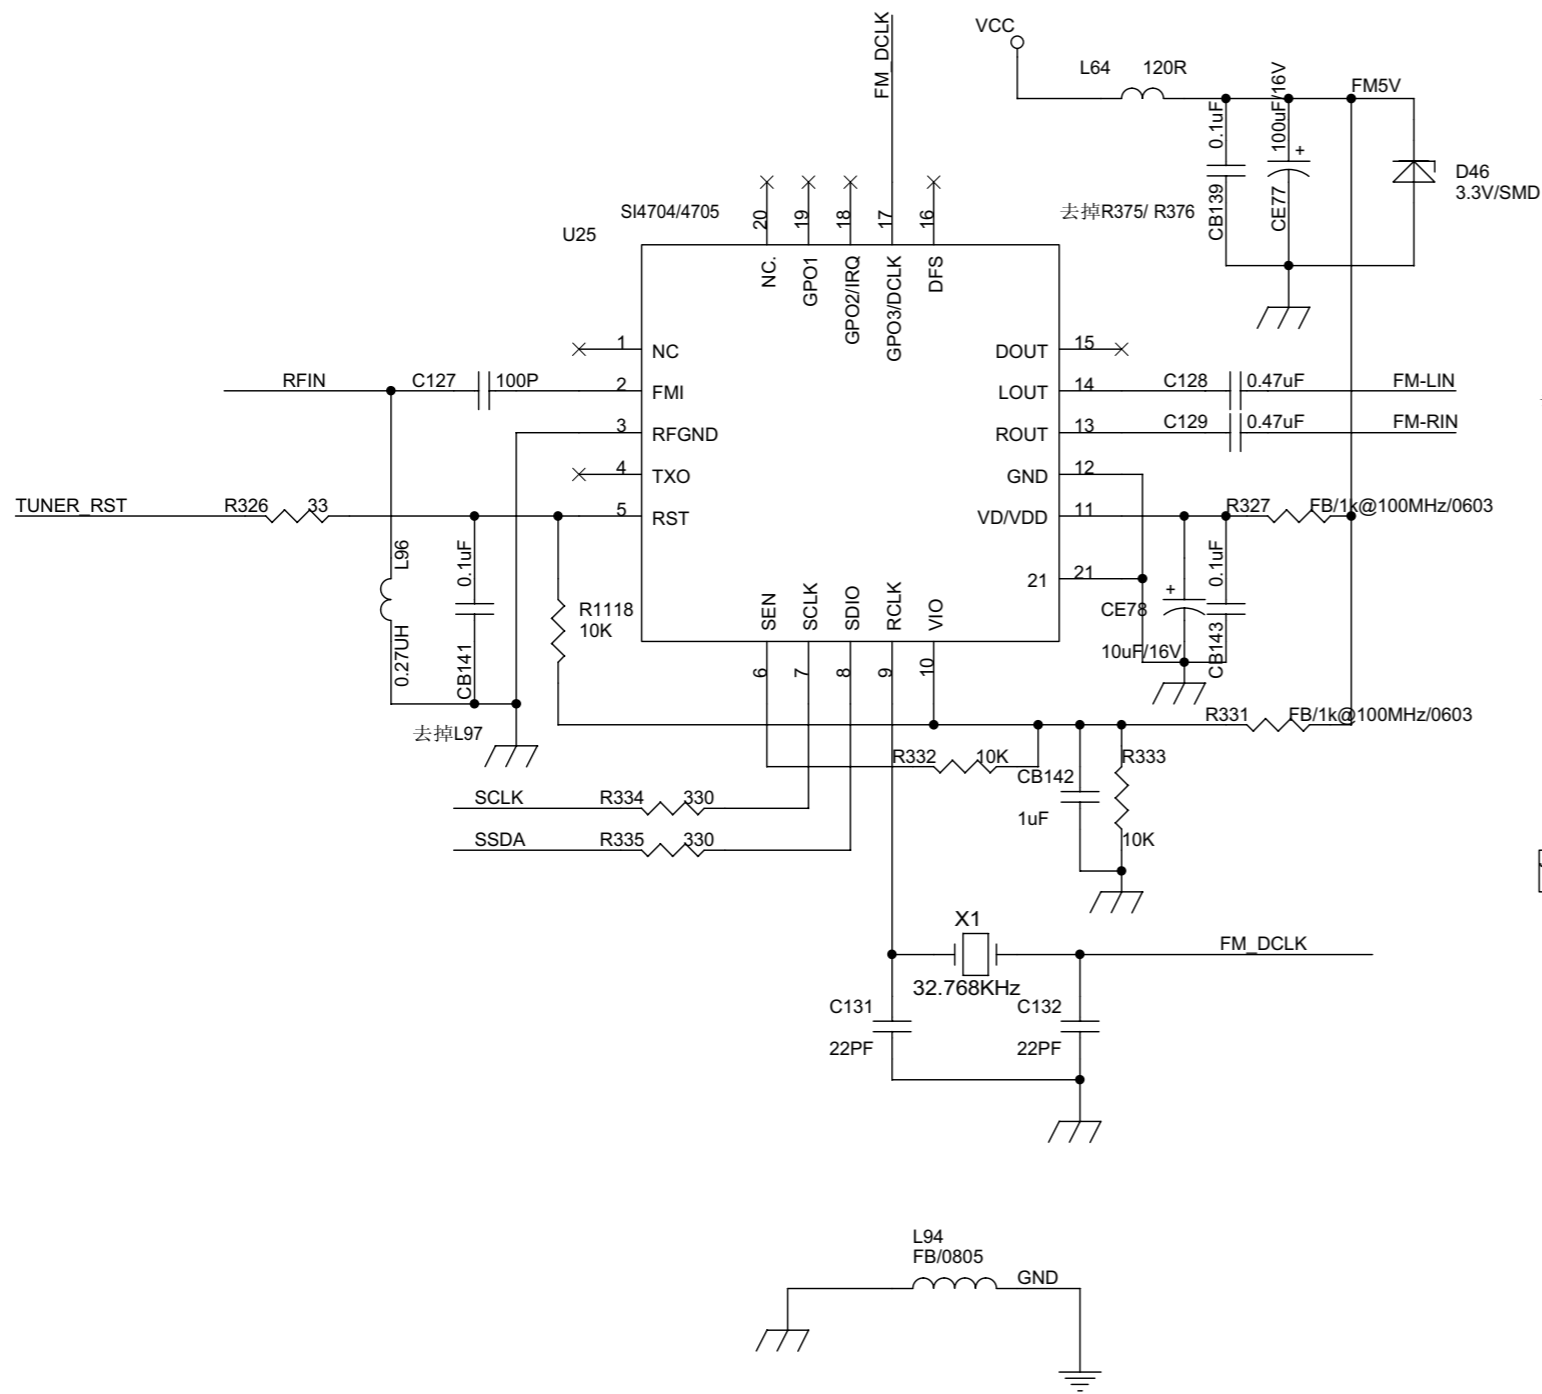 FM_DCLK
VCC
L64 120R
FM5V
0.1uF
CB139
100uF/16V
+
CE77
D46
3.3V/SMD
SI4704/4705
U25
去掉R375/ R376
20
19
18
17
16
NC.
GPO1
GPO2/IRQ
GPO3/DCLK
DFS
1 NC
DOUT 15
RFIN C127 100P 2 FMI
LOUT 14 C128 0.47uF FM-LIN
3 RFGND
ROUT 13 C129 0.47uF FM-RIN
4 TXO
GND 12
TUNER_RST R326 33 5 RST
VD/VDD 11 R327 FB/1k@100MHz/0603
21 21
L96
0.27UH
0.1uF
CB141
R1118
10K
SEN
SCLK
SDIO
RCLK
VIO
6
7
8
9
10
+
CE78
10uF/16V
0.1uF
CB143
去掉L97
R331 FB/1k@100MHz/0603
R332 10K
CB142
1uF
R333
10K
SCLK R334 330
SSDA R335 330
X1
32.768KHz
FM_DCLK
C131
22PF
C132
22PF
L94
FB/0805
GND